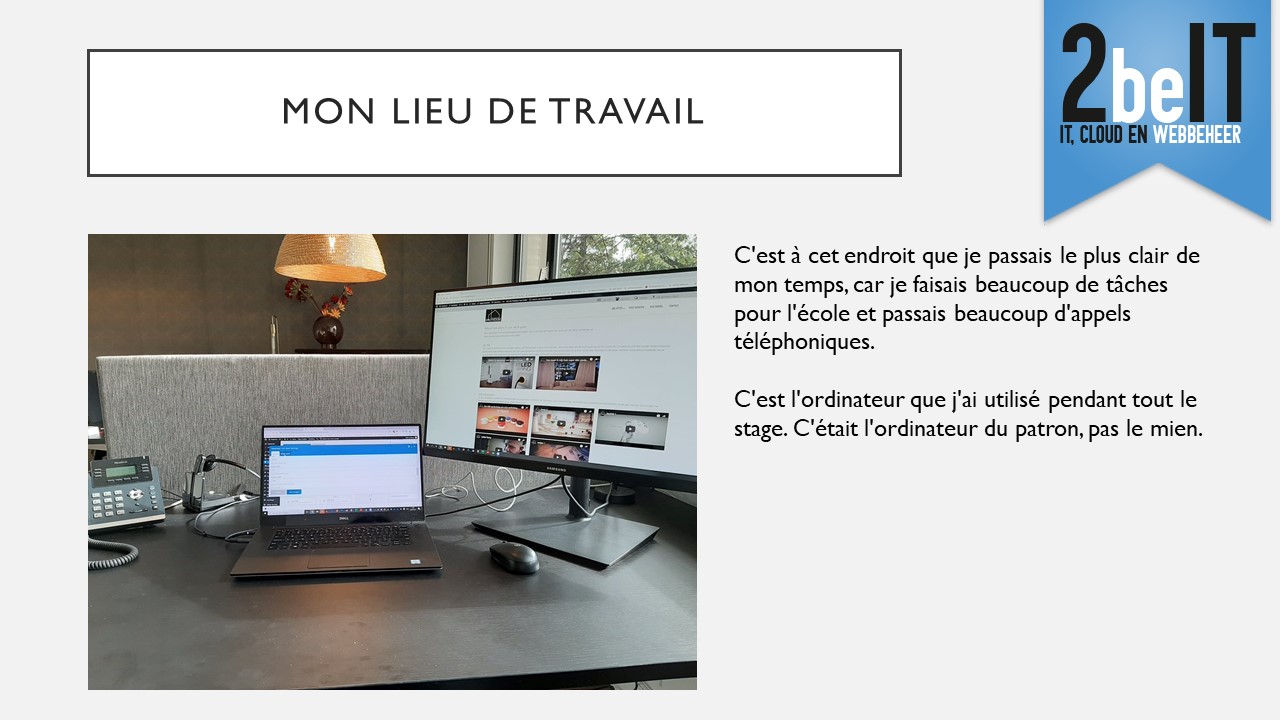 MON LIEU DE TRAVAIL
2beIT
IT, CLOUD EN WEBBEHEER
C'est à cet endroit que je passais le plus clair de
mon temps, car je faisais beaucoup de tâches
pour l'école et passais beaucoup d'appels
téléphoniques.
C'est l'ordinateur que j'ai utilisé pendant tout le
stage. C'était l'ordinateur du patron, pas le mien.
SAMSUNG
DELL